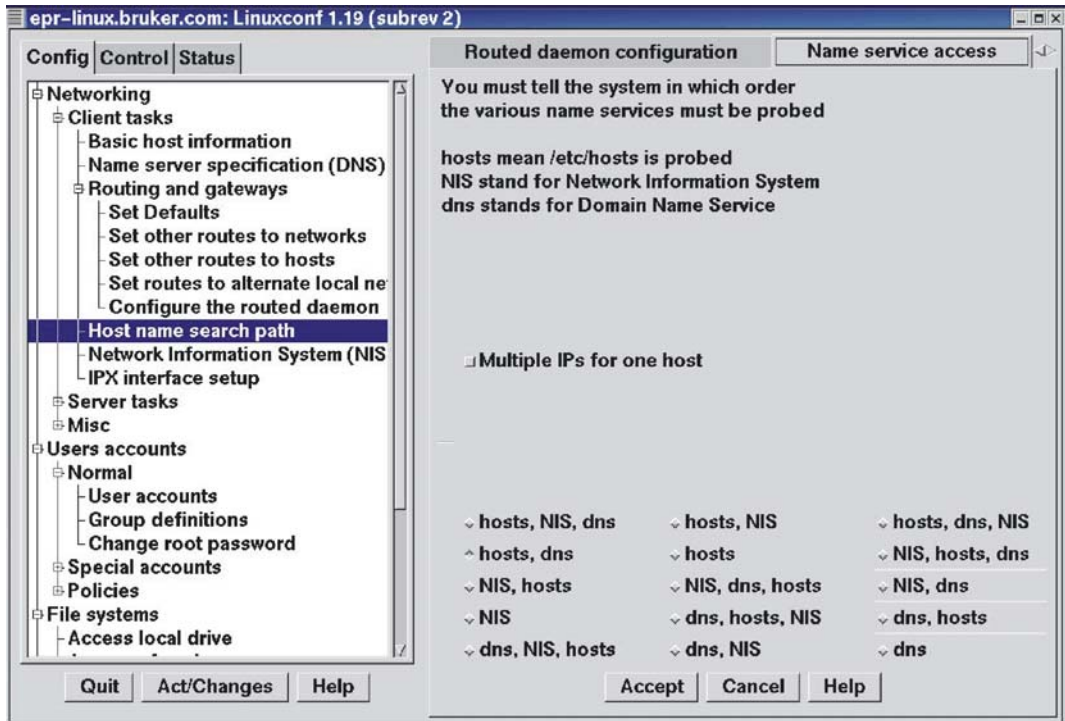 epr-linux.bruker.com: Linuxconf 1.19 (subrev 2)
Config Control Status
Networking
Client tasks
Basic host information
Name server specification (DNS)
Routing and gateways
Set Defaults
Set other routes to networks
Set other routes to hosts
Set routes to alternate local ne
Configure the routed daemon
Host name search path
Network Information System (NIS
IPX interface setup
Server tasks
Misc
Users accounts
Normal
User accounts
Group definitions
Change root password
Special accounts
Policies
File systems
Access local drive
Quit Act/Changes Help
Routed daemon configuration Name service access
You must tell the system in which order
the various name services must be probed
hosts mean /etc/hosts is probed
NIS stand for Network Information System
dns stands for Domain Name Service
Multiple IPs for one host
hosts, NIS, dns hosts, NIS hosts, dns, NIS
hosts, dns hosts NIS, hosts, dns
NIS, hosts NIS, dns, hosts NIS, dns
NIS dns, hosts, NIS dns, hosts
dns, NIS, hosts dns, NIS dns
Accept Cancel Help